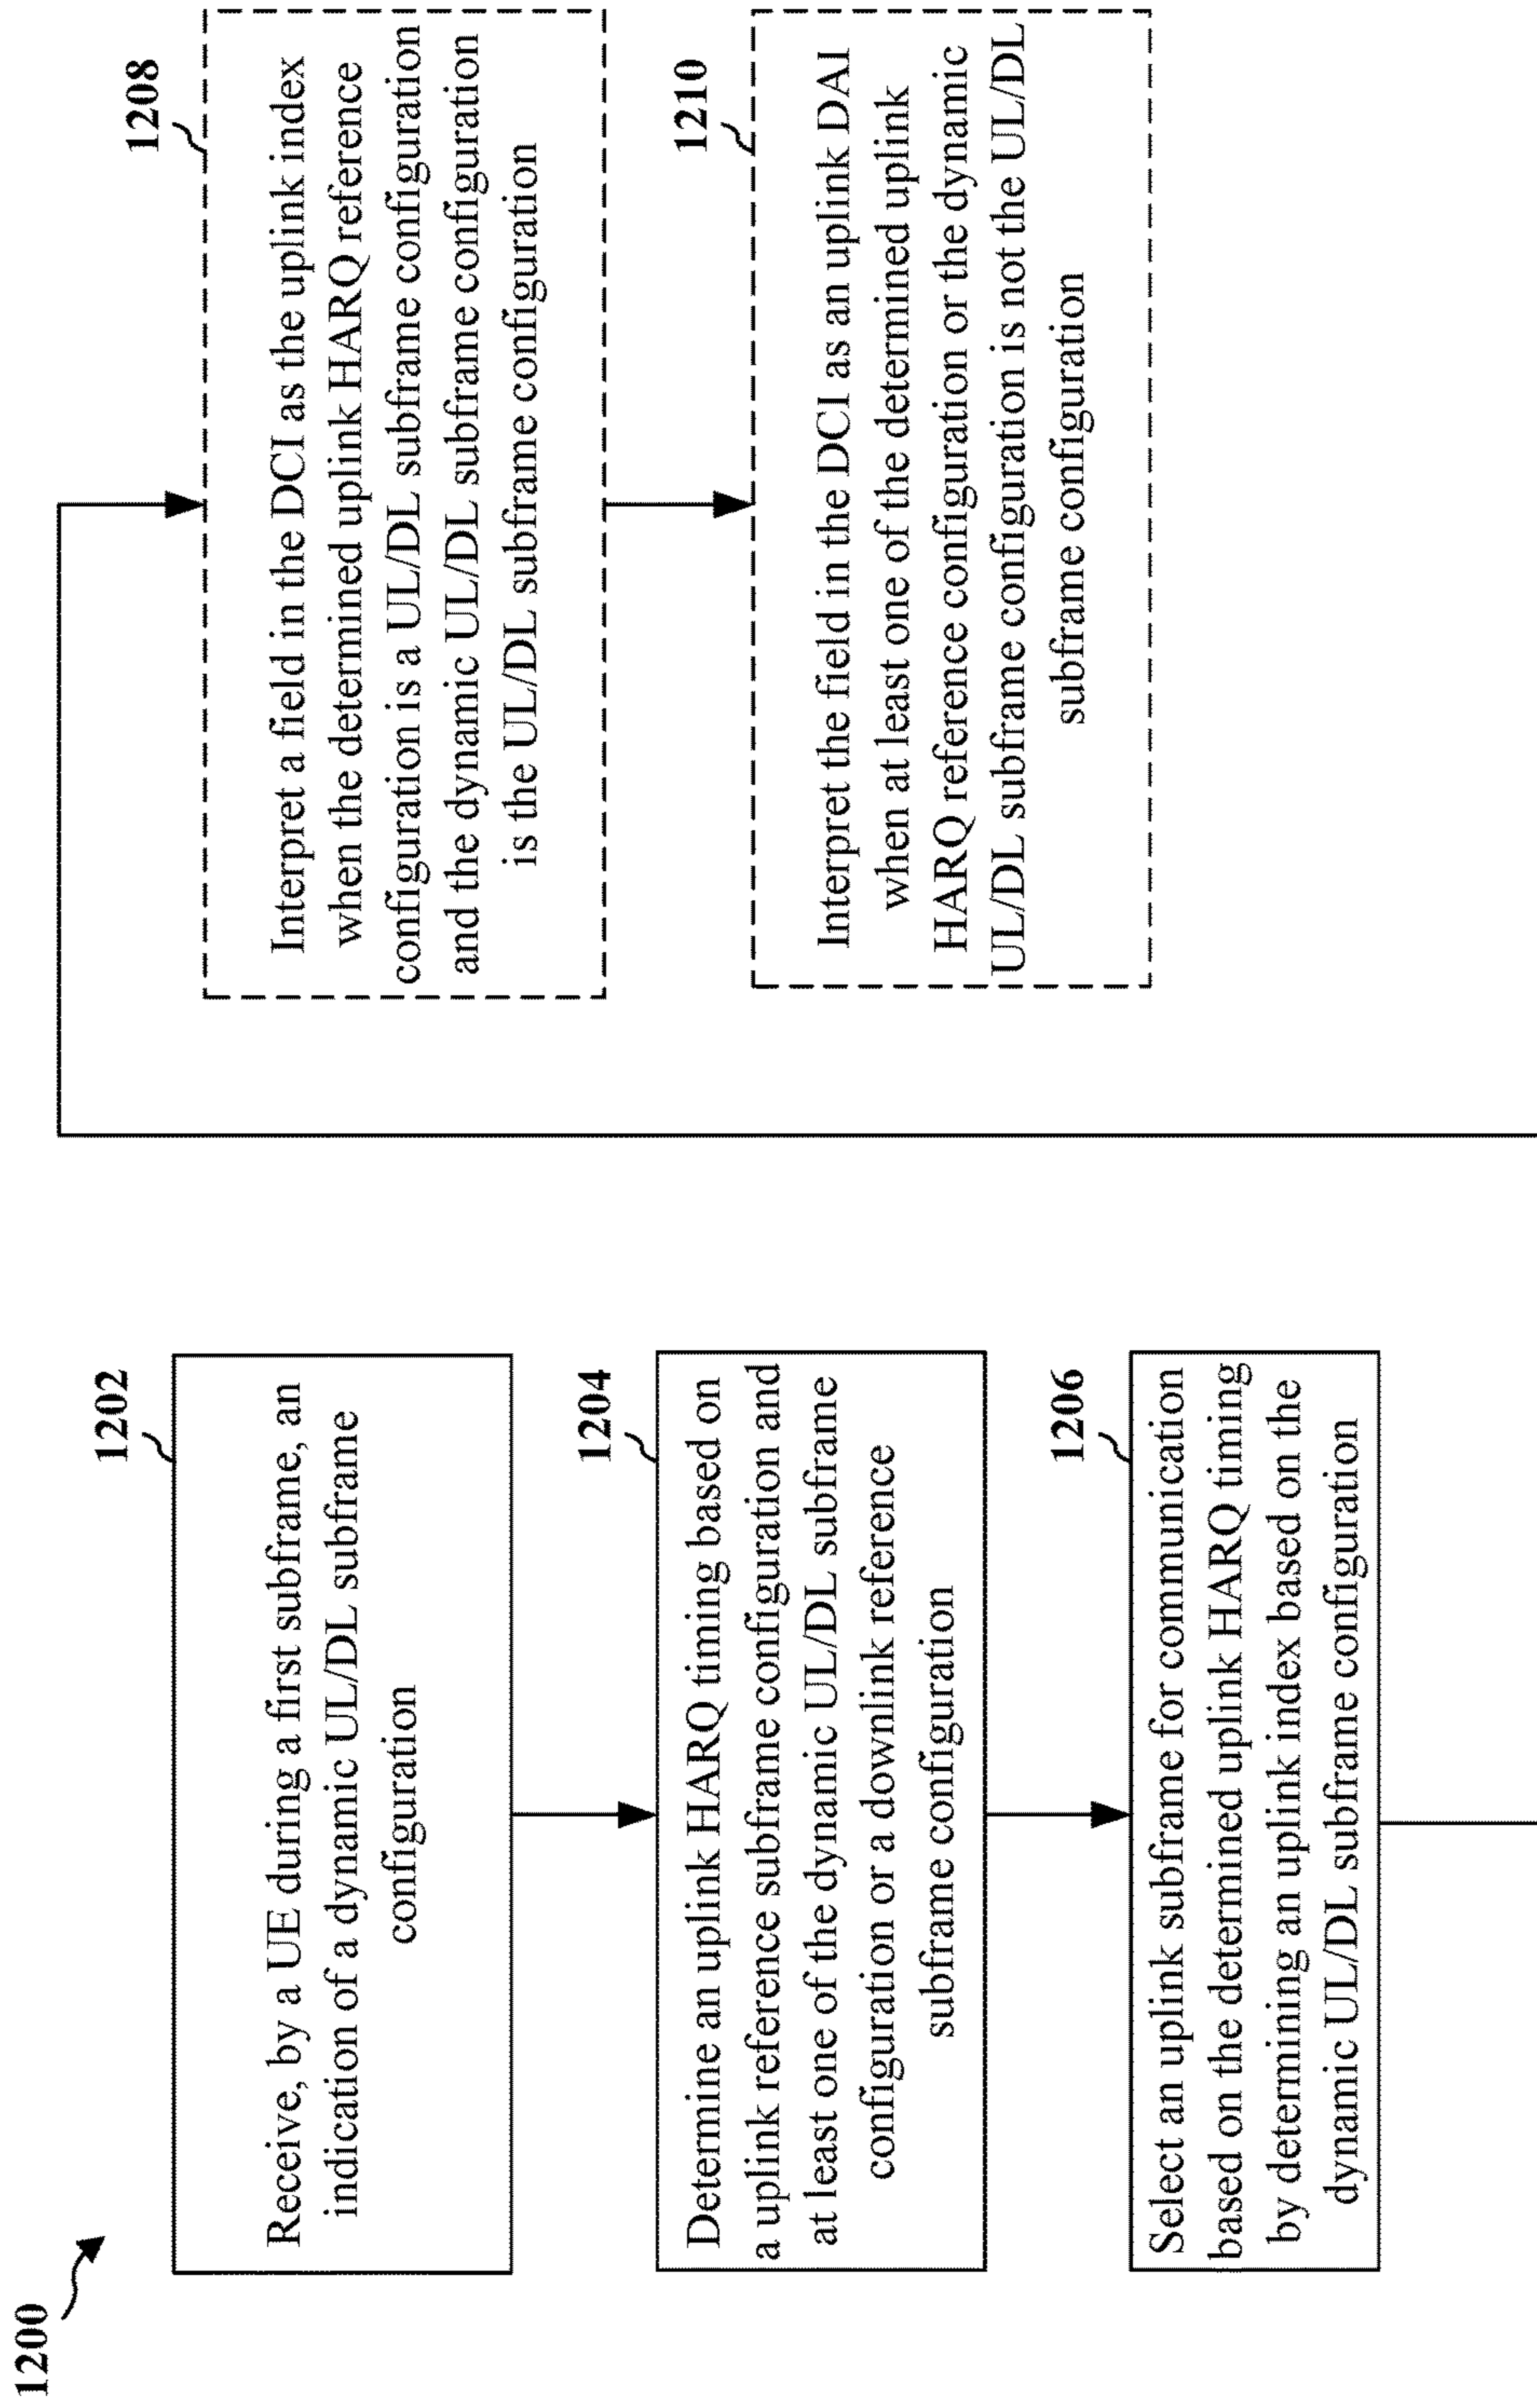 1200
1202
Receive, by a UE during a first subframe, an
indication of a dynamic UL/DL subframe
configuration
1204
Determine an uplink HARQ timing based on
a uplink reference subframe configuration and
at least one of the dynamic UL/DL subframe
configuration or a downlink reference
subframe configuration
1206
Select an uplink subframe for communication
based on the determined uplink HARQ timing
by determining an uplink index based on the
dynamic UL/DL subframe configuration
1208
Interpret a field in the DCI as the uplink index
when the determined uplink HARQ reference
configuration is a UL/DL subframe configuration
and the dynamic UL/DL subframe configuration
is the UL/DL subframe configuration
1210
Interpret the field in the DCI as an uplink DAI
when at least one of the determined uplink
HARQ reference configuration or the dynamic
UL/DL subframe configuration is not the UL/DL
subframe configuration